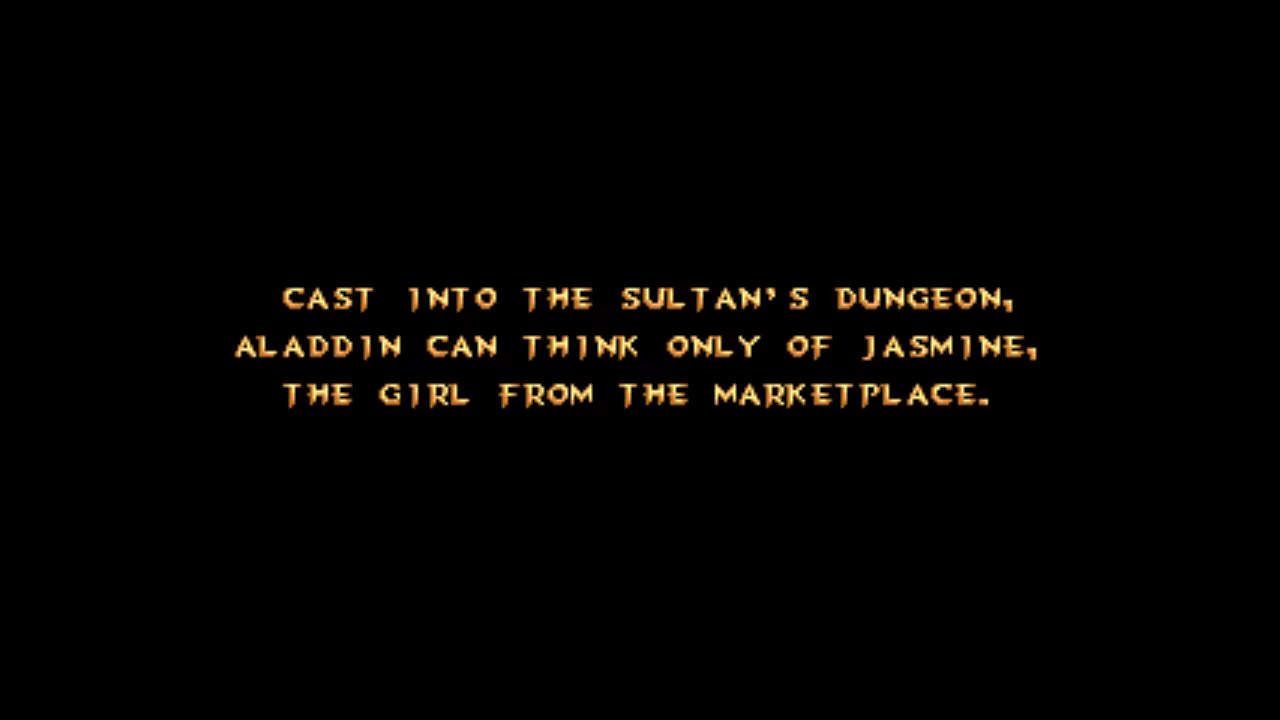 CAST INTO THE SULTAN'S DUNGEON,
ALADDIN CAN THINK ONLY OF JASMINE,
THE GIRL FROM THE MARKETPLACE.